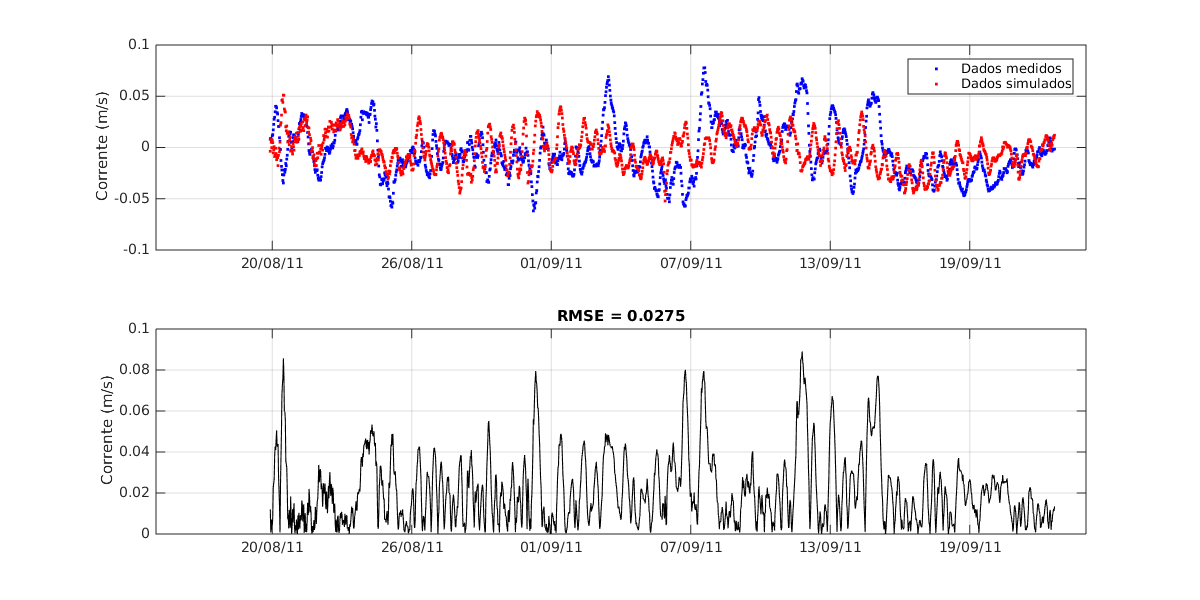 0.1
0.05
0
-0.05
-0.1
Corrente (m/s)
Dados medidos
Dados simulados
20/08/11 26/08/11 01/09/11 07/09/11 13/09/11 19/09/11
RMSE = 0.0275
0.1
0.08
0.06
0.04
0.02
0
Corrente (m/s)
20/08/11 26/08/11 01/09/11 07/09/11 13/09/11 19/09/11